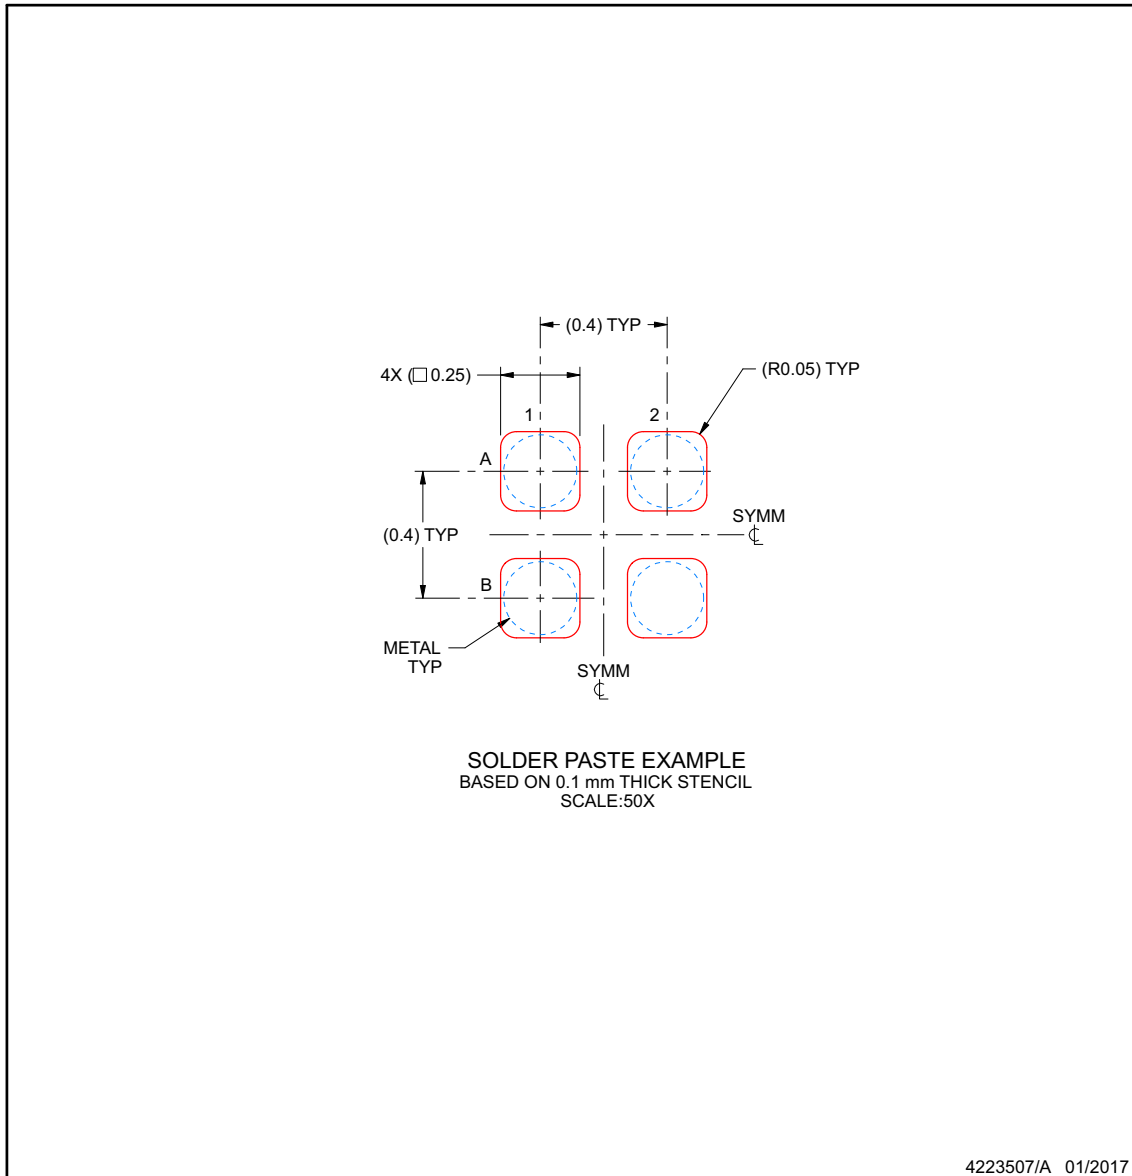 (0.4) TYP
4X (□ 0.25)
(R0.05) TYP
1
2
A
SYMM
℄
(0.4) TYP
B
METAL
TYP
SYMM
℄
SOLDER PASTE EXAMPLE
BASED ON 0.1 mm THICK STENCIL
SCALE:50X
4223507/A 01/2017